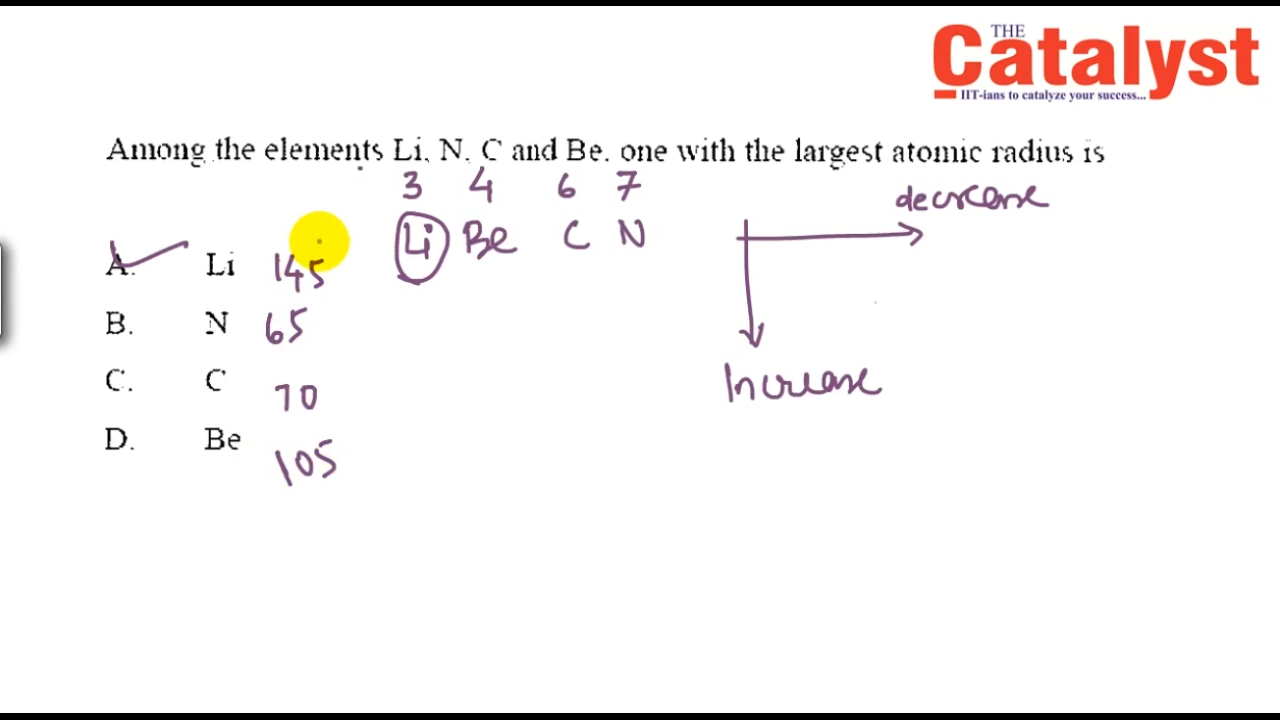 THE
Catalyst
IIT-ians to catalyze your success...
Among the elements Li, N. C and Be. one with the largest atomic radius is
3 4 6 7
decrease
Li Be C N
A. Li 145
B. N 65
C. C 70
Increase
D. Be 105